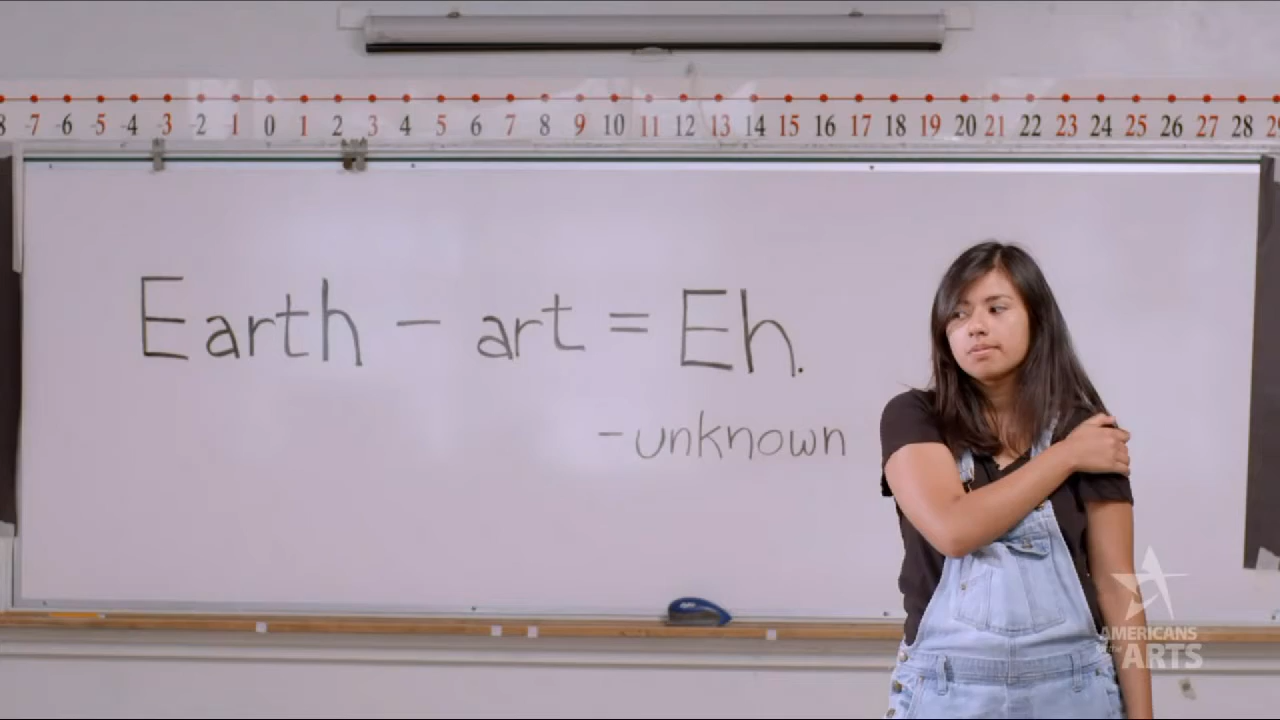 8 -7 -6 -5 -4 -3 -2 -1 0 1 2 3 4 5 6 7 8 9 10 11 12 13 14 15 16 17 18 19 20 21 22 23 24 25 26 27 28
Earth - art = Eh.
- unknown
AMERICANS
ARTS